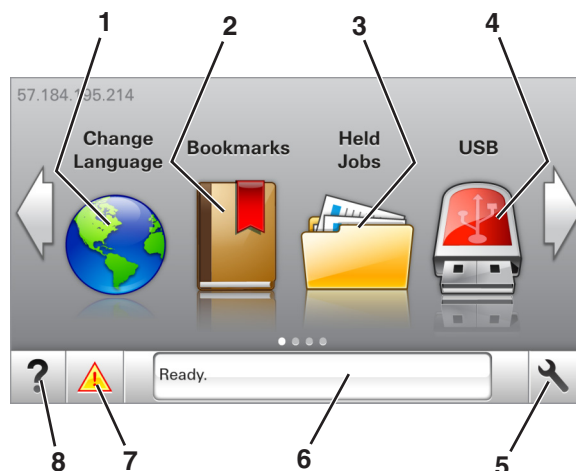 1 2 3 4
57.184.195.214
Change
Language
Bookmarks
Held
Jobs
USB
?
Ready.
8 7 6 5